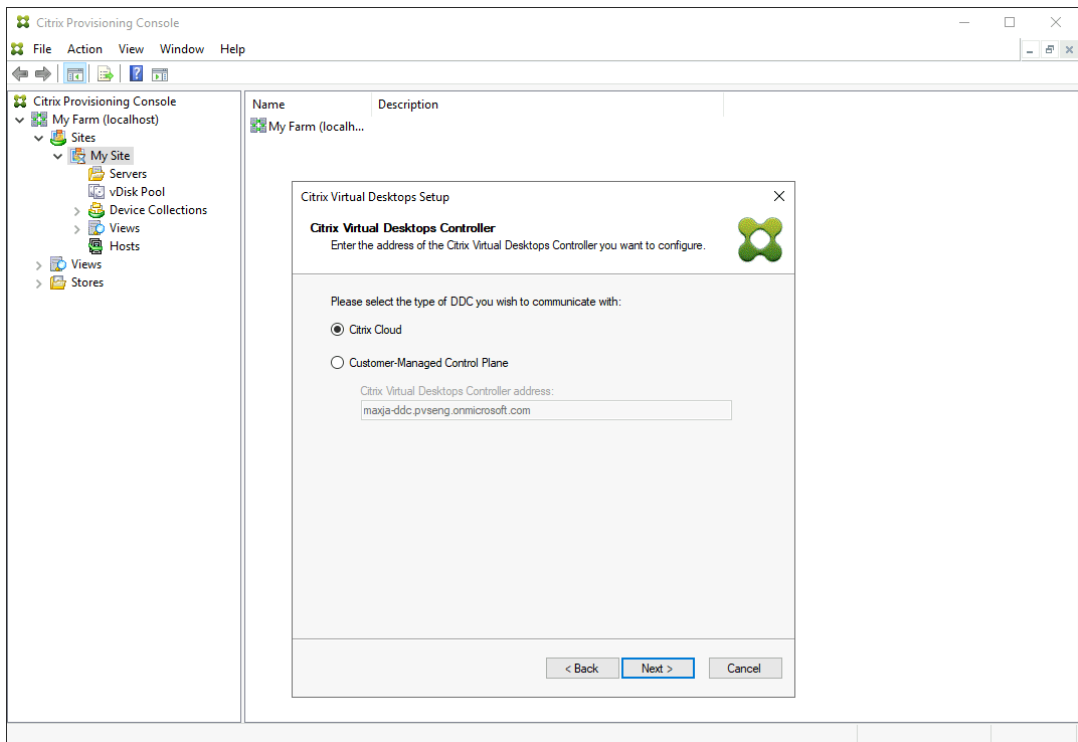 Citrix Provisioning Console
File Action View Window Help
Citrix Provisioning Console
My Farm (localhost)
Sites
My Site
Servers
vDisk Pool
Device Collections
Views
Hosts
Views
Stores
Name Description
My Farm (localh...
Citrix Virtual Desktops Setup
Citrix Virtual Desktops Controller
Enter the address of the Citrix Virtual Desktops Controller you want to configure.
Please select the type of DDC you wish to communicate with:
Citrix Cloud
Customer-Managed Control Plane
Citrix Virtual Desktops Controller address:
maxja-ddc.pvseng.onmicrosoft.com
< Back Next > Cancel